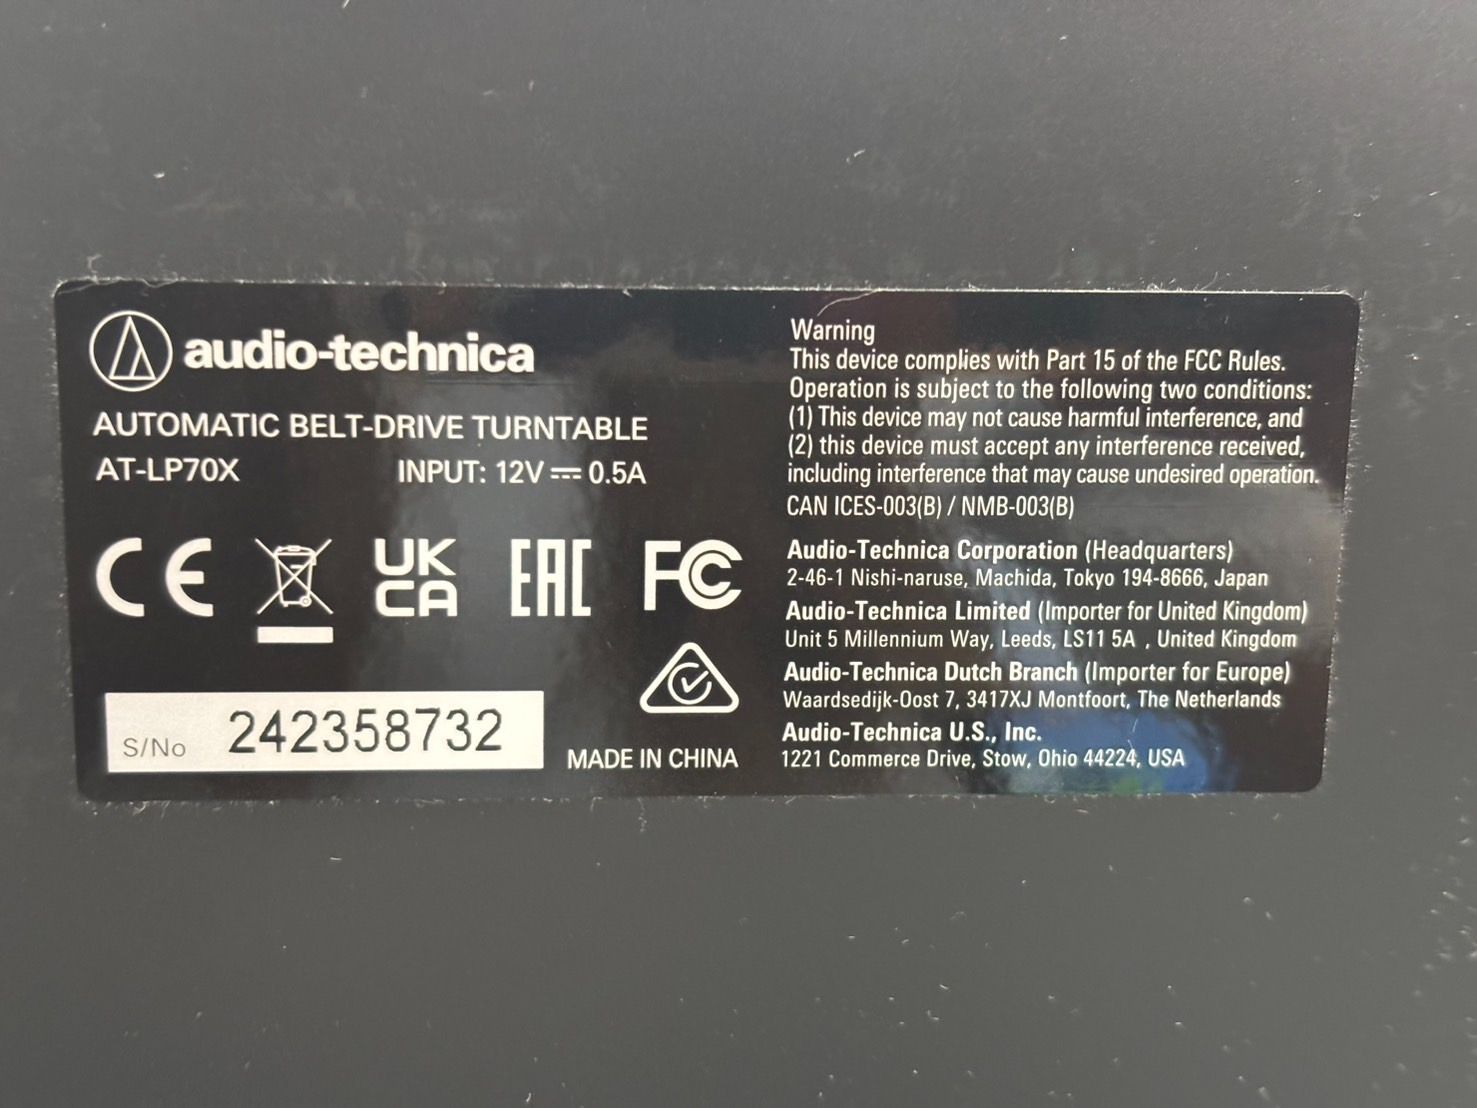 audio-technica
AUTOMATIC BELT-DRIVE TURNTABLE
AT-LP70X INPUT: 12V ⎓ 0.5A
CE
UK
CA
EAC
FC
S/No 242358732
MADE IN CHINA
Warning
This device complies with Part 15 of the FCC Rules.
Operation is subject to the following two conditions:
(1) This device may not cause harmful interference, and
(2) this device must accept any interference received,
including interference that may cause undesired operation.
CAN ICES-003(B) / NMB-003(B)
Audio-Technica Corporation (Headquarters)
2-46-1 Nishi-naruse, Machida, Tokyo 194-8666, Japan
Audio-Technica Limited (Importer for United Kingdom)
Unit 5 Millennium Way, Leeds, LS11 5A , United Kingdom
Audio-Technica Dutch Branch (Importer for Europe)
Waardsedijk-Oost 7, 3417XJ Montfoort, The Netherlands
Audio-Technica U.S., Inc.
1221 Commerce Drive, Stow, Ohio 44224, USA